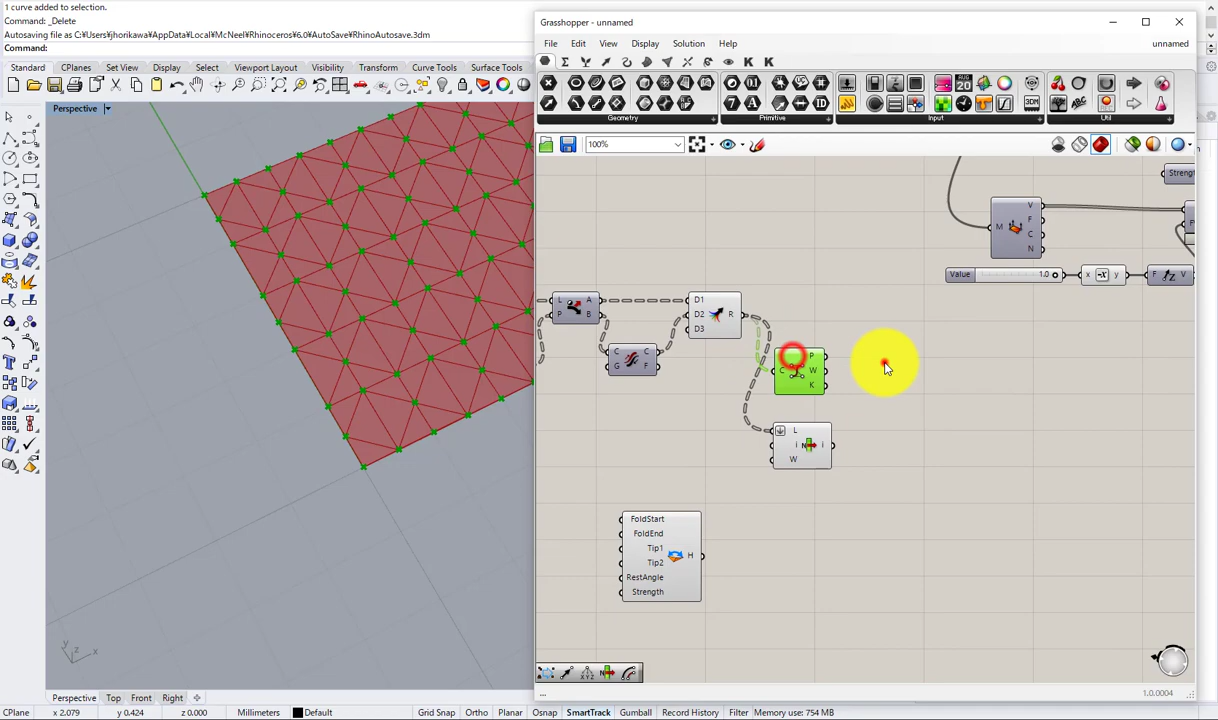 1 curve added to selection.
Command: _Delete
Autosaving file as C:¥Users¥jhorikawa¥AppData¥Local¥McNeel¥Rhinoceros¥6.0¥AutoSave¥RhinoAutosave.3dm
Command:
Standard CPlanes Set View Display Select Viewport Layout Visibility Transform Curve Tools Surface Tools
Perspective
Grasshopper - unnamed
File Edit View Display Solution Help unnamed
Geometry Primitive Input Util
100%
Strengt
M V F C N
Value 1.0 x y F V
L P A B
D1 D2 D3 R
C G C F
C P W K
L i W i
FoldStart
FoldEnd
Tip1
Tip2 H
RestAngle
Strength
...
1.0.0004
z y x
Perspective Top Front Right
CPlane x 2.079 y 0.424 z 0.000 Millimeters Default Grid Snap Ortho Planar Osnap SmartTrack Gumball Record History Filter Memory use: 754 MB